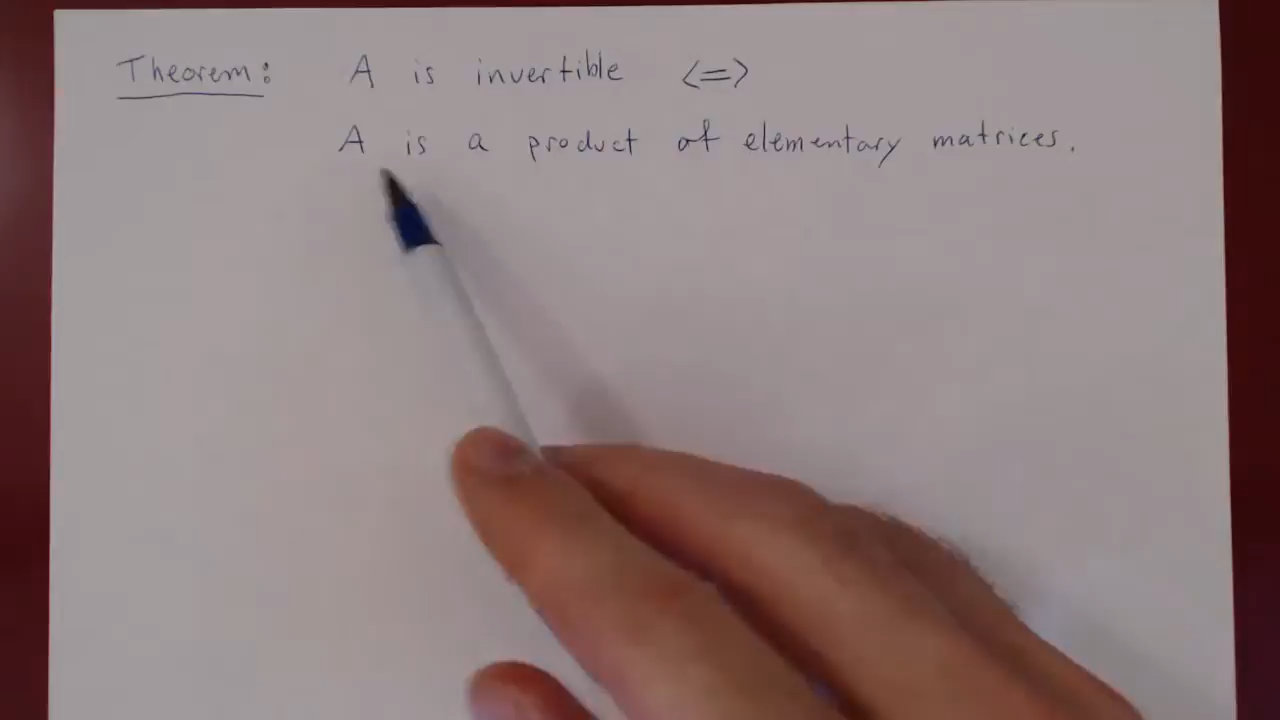 Theorem: A is invertible <=>
A is a product of elementary matrices.